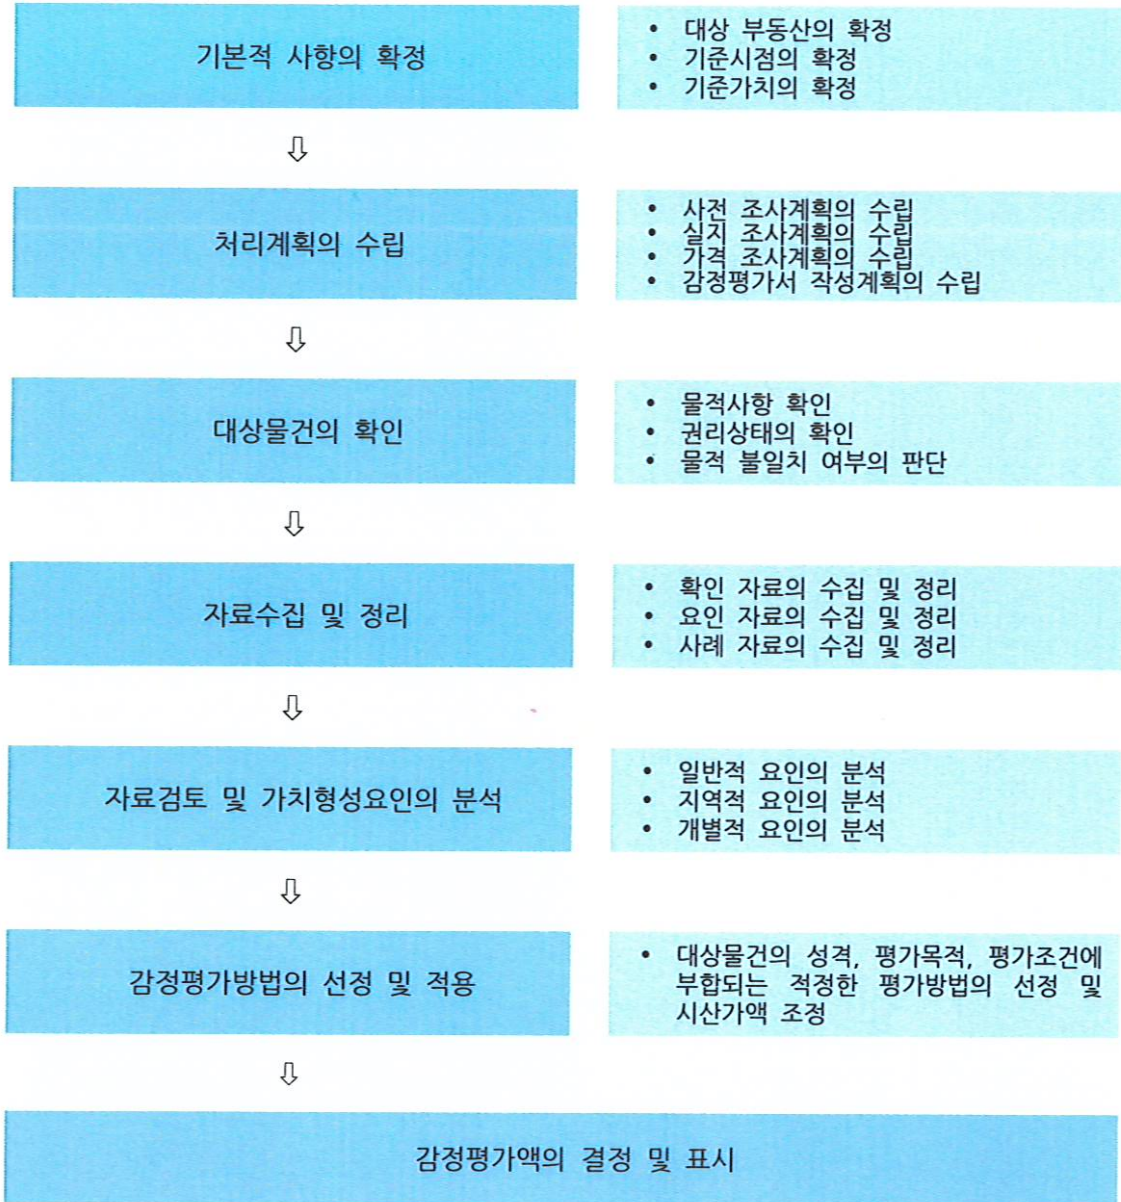 기본적 사항의 확정
• 대상 부동산의 확정
• 기준시점의 확정
• 기준가치의 확정
⇩
처리계획의 수립
• 사전 조사계획의 수립
• 실지 조사계획의 수립
• 가격 조사계획의 수립
• 감정평가서 작성계획의 수립
⇩
대상물건의 확인
• 물적사항 확인
• 권리상태의 확인
• 물적 불일치 여부의 판단
⇩
자료수집 및 정리
• 확인 자료의 수집 및 정리
• 요인 자료의 수집 및 정리
• 사례 자료의 수집 및 정리
⇩
자료검토 및 가치형성요인의 분석
• 일반적 요인의 분석
• 지역적 요인의 분석
• 개별적 요인의 분석
⇩
감정평가방법의 선정 및 적용
• 대상물건의 성격, 평가목적, 평가조건에
부합되는 적정한 평가방법의 선정 및
시산가액 조정
⇩
감정평가액의 결정 및 표시